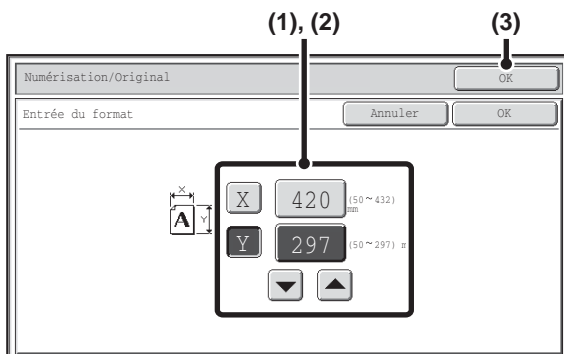 (1), (2) (3)
Numérisation/Original OK
Entrée du format Annuler OK
X
A Y
X 420 (50~432)
mm
Y 297 (50~297) m